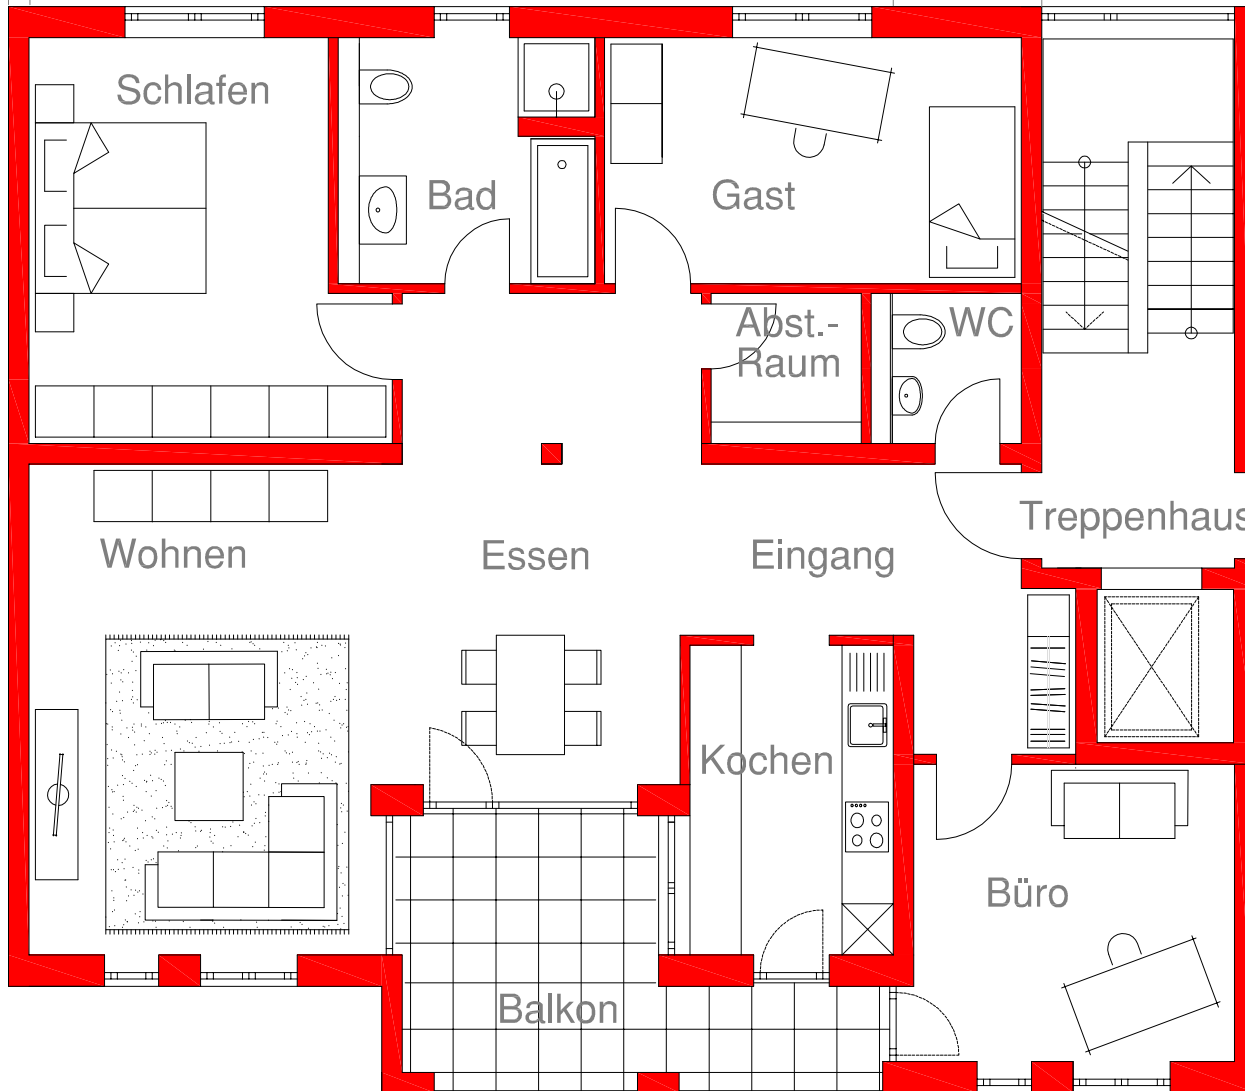 Schlafen
Bad
Gast
Abst.-
Raum
WC
Treppenhaus
Wohnen
Essen
Eingang
Kochen
Büro
Balkon